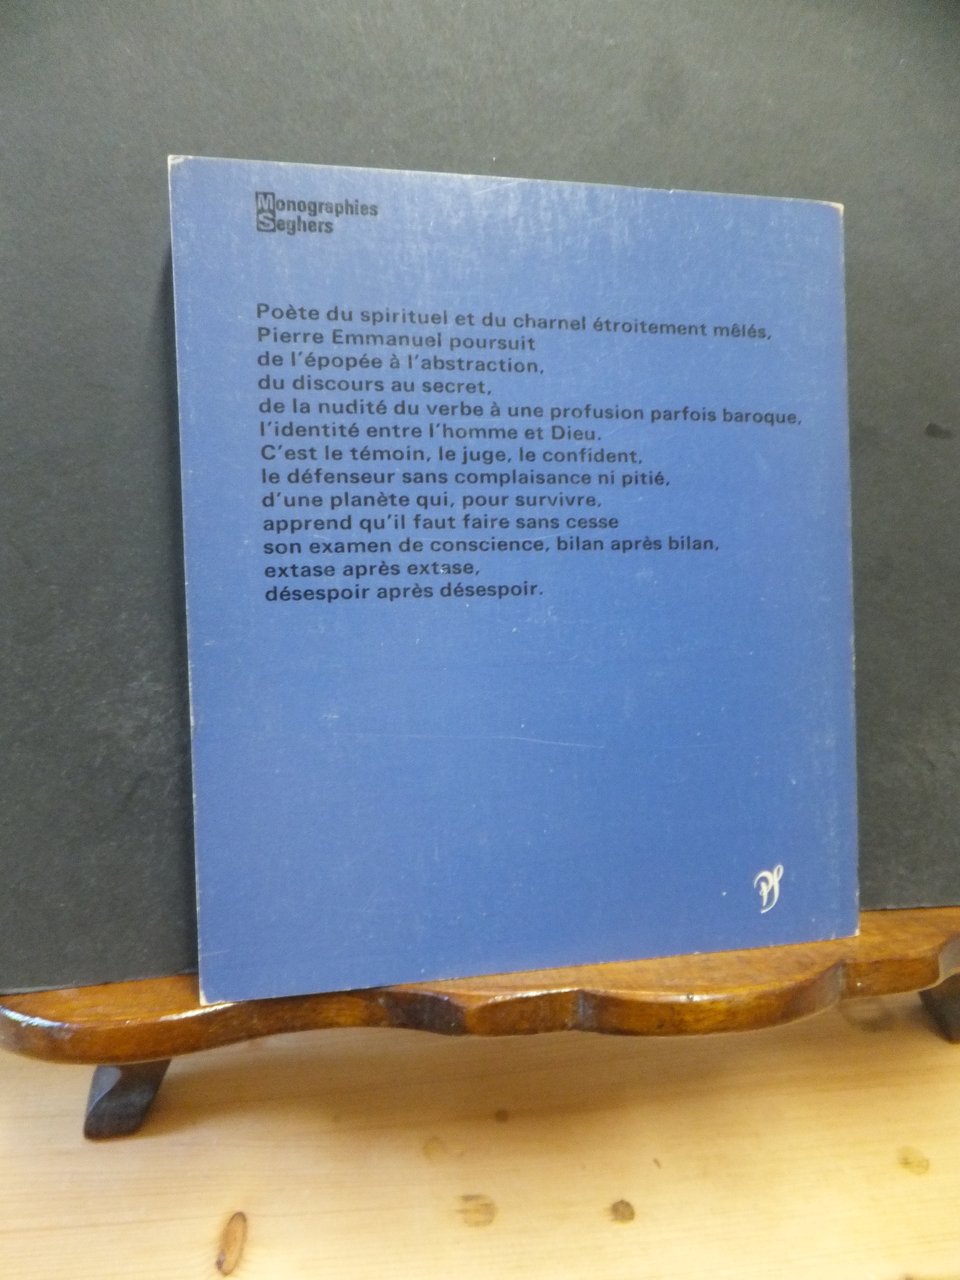 Monographies
Seghers
Poète du spirituel et du charnel étroitement mêlés,
Pierre Emmanuel poursuit
de l'épopée à l'abstraction,
du discours au secret,
de la nudité du verbe à une profusion parfois baroque,
l'identité entre l'homme et Dieu.
C'est le témoin, le juge, le confident,
le défenseur sans complaisance ni pitié,
d'une planète qui, pour survivre,
apprend qu'il faut faire sans cesse
son examen de conscience, bilan après bilan,
extase après extase,
désespoir après désespoir.